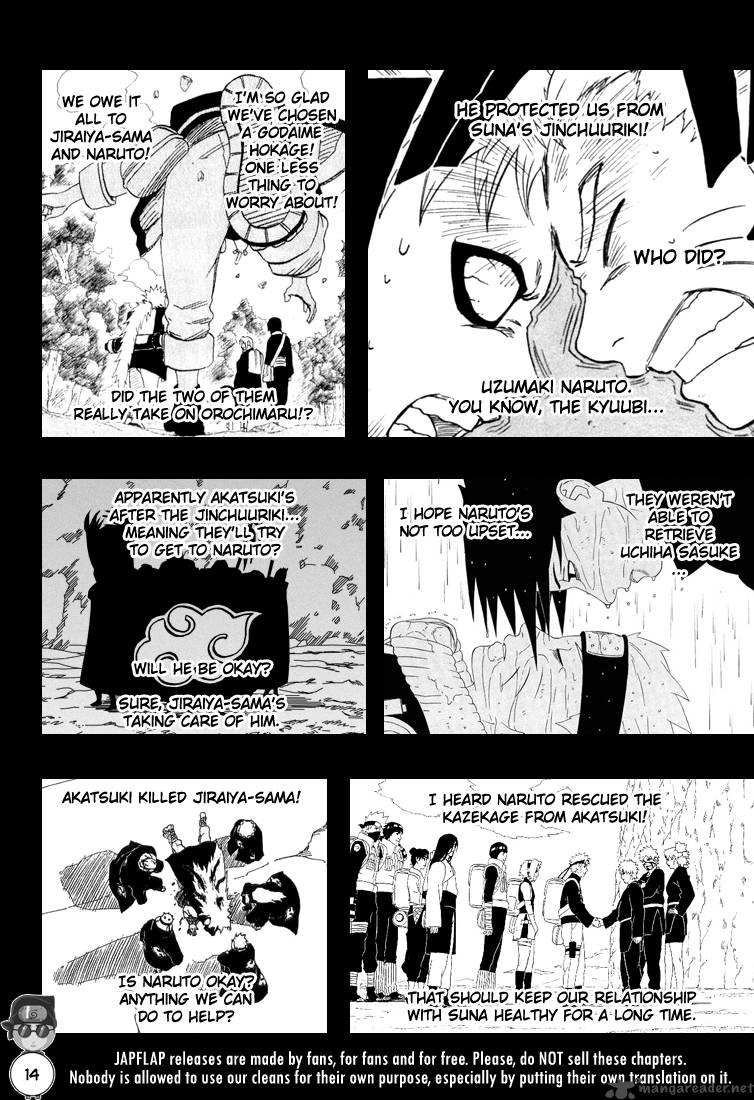 HE PROTECTED US FROM
SUNA'S JINCHUURIKI!
WHO DID?
UZUMAKI NARUTO.
YOU KNOW, THE KYUUBI...
I'M SO GLAD
WE'VE CHOSEN
A GODAIME
HOKAGE!
ONE LESS
THING TO
WORRY ABOUT!
WE OWE IT
ALL TO
JIRAIYA-SAMA
AND NARUTO!
DID THE TWO OF THEM
REALLY TAKE ON OROCHIMARU!?
THEY WEREN'T
ABLE TO
RETRIEVE
UCHIHA SASUKE
...
I HOPE NARUTO'S
NOT TOO UPSET...
APPARENTLY AKATSUKI'S
AFTER THE JINCHUURIKI...
MEANING THEY'LL TRY
TO GET TO NARUTO?
WILL HE BE OKAY?
SURE, JIRAIYA-SAMA'S
TAKING CARE OF HIM.
I HEARD NARUTO RESCUED THE
KAZEKAGE FROM AKATSUKI!
THAT SHOULD KEEP OUR RELATIONSHIP
WITH SUNA HEALTHY FOR A LONG TIME.
AKATSUKI KILLED JIRAIYA-SAMA!
IS NARUTO OKAY?
ANYTHING WE CAN
DO TO HELP?
14
JAPFLAP releases are made by fans, for fans and for free. Please, do NOT sell these chapters.
Nobody is allowed to use our cleans for their own purpose, especially by putting their own translation on it.
mangareader.net